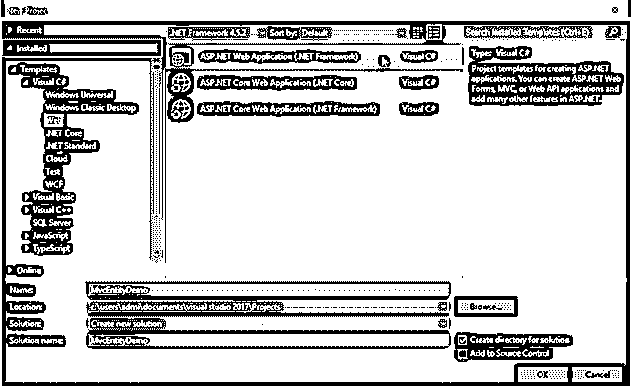 Recent
.NET Framework 4.5.2 Sort by: Default
Search Installed Templates (Ctrl+E)
Installed
Templates
Visual C#
Windows Universal
Windows Classic Desktop
Web
.NET Core
.NET Standard
Cloud
Test
WCF
Visual Basic
Visual C++
SQL Server
JavaScript
TypeScript
Online
ASP.NET Web Application (.NET Framework) Visual C#
ASP.NET Core Web Application (.NET Core) Visual C#
ASP.NET Core Web Application (.NET Framework) Visual C#
Type: Visual C#
Project templates for creating ASP.NET
applications. You can create ASP.NET Web
Forms, MVC, or Web API applications and
add many other features in ASP.NET.
Name: MvcEntityDemo
Location: documents\visual studio 2017\Projects Browse...
Solution: Create new solution
Solution name: MvcEntityDemo
Create directory for solution
Add to Source Control
OK Cancel